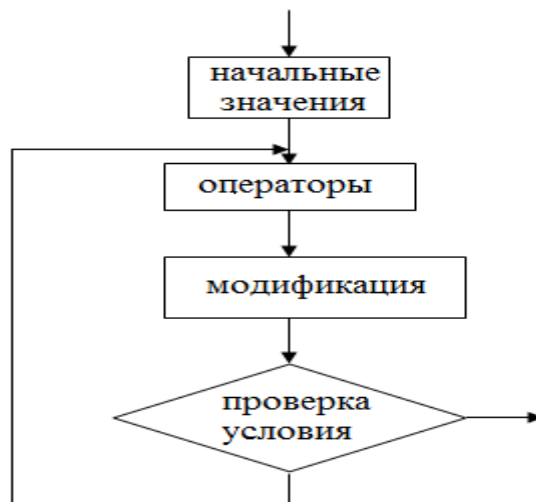 начальные
значения
операторы
модификация
проверка
условия